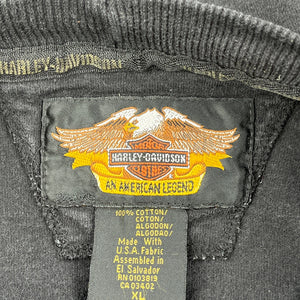 HARLEY-DAVIDSON
MOTOR
HARLEY-DAVIDSON
AN AMERICAN LEGEND
100% COTTON/
COTON/
ALGODON/
ALGODAO/
Made With
U.S.A. Fabric
Assembled in
El Salvador
RN 0103819
CA 03402
XL